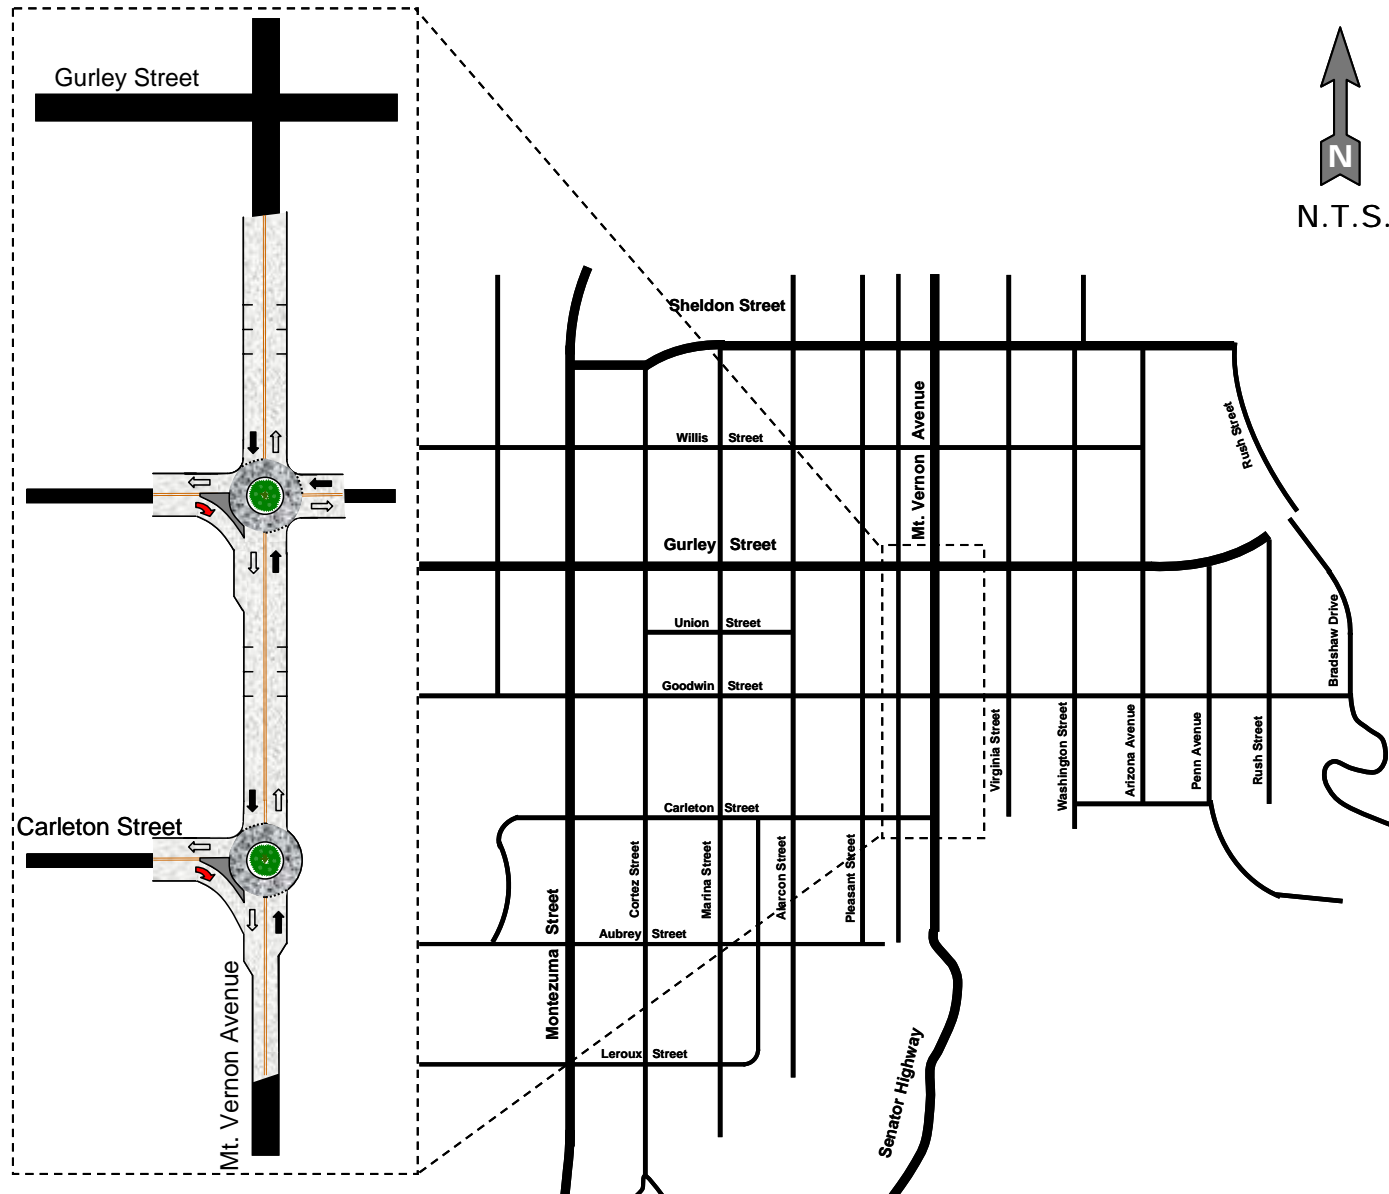 Gurley Street
Carleton Street
Mt. Vernon Avenue
N
N.T.S.
Sheldon Street
Willis Street
Mt. Vernon Avenue
Rush Street
Gurley Street
Union Street
Bradshaw Drive
Goodwin Street
Virginia Street
Washington Street
Arizona Avenue
Penn Avenue
Rush Street
Carleton Street
Cortez Street
Marina Street
Alarcon Street
Pleasant Street
Montezuma Street
Aubrey Street
Leroux Street
Senator Highway